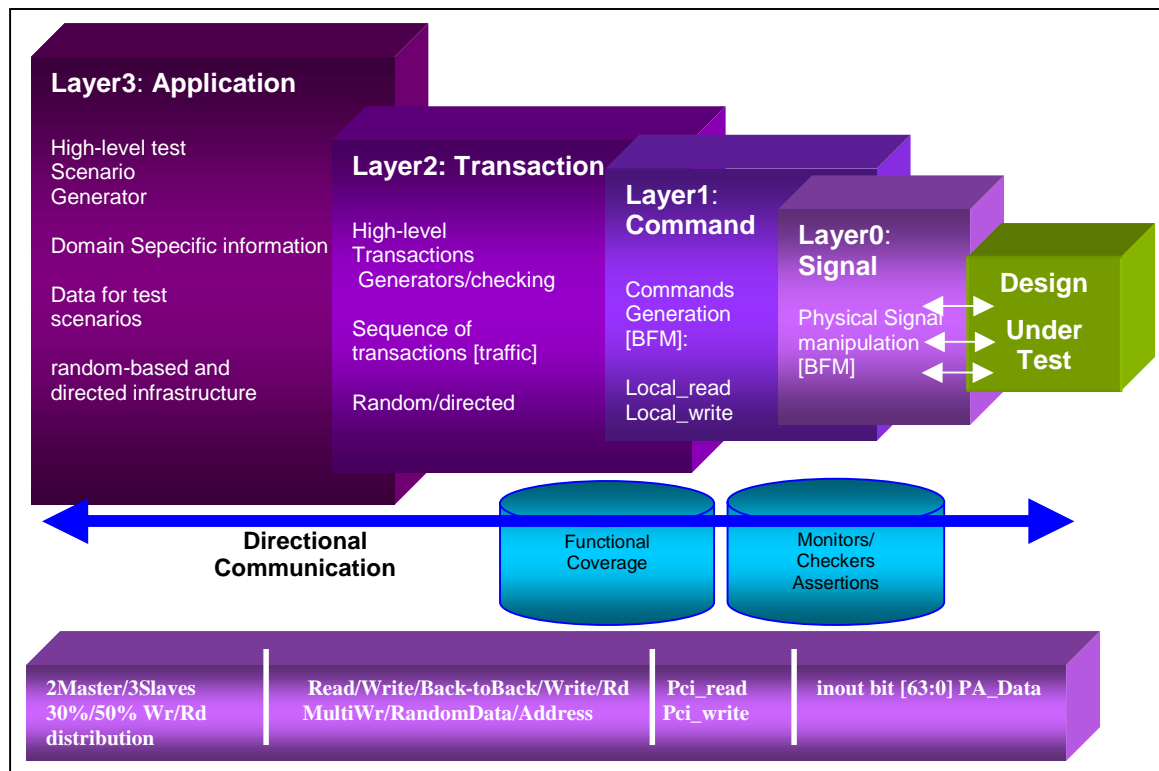 Layer3: Application
High-level test
Scenario
Generator
Domain Sepecific information
Data for test
scenarios
random-based and
directed infrastructure
Layer2: Transaction
High-level
Transactions
Generators/checking
Sequence of
transactions [traffic]
Random/directed
Layer1:
Command
Commands
Generation
[BFM]:
Local_read
Local_write
Layer0:
Signal
Physical Signal
manipulation
[BFM]
Design
Under
Test
Directional
Communication
Functional
Coverage
Monitors/
Checkers
Assertions
2Master/3Slaves
30%/50% Wr/Rd
distribution
Read/Write/Back-toBack/Write/Rd
MultiWr/RandomData/Address
Pci_read
Pci_write
inout bit [63:0] PA_Data